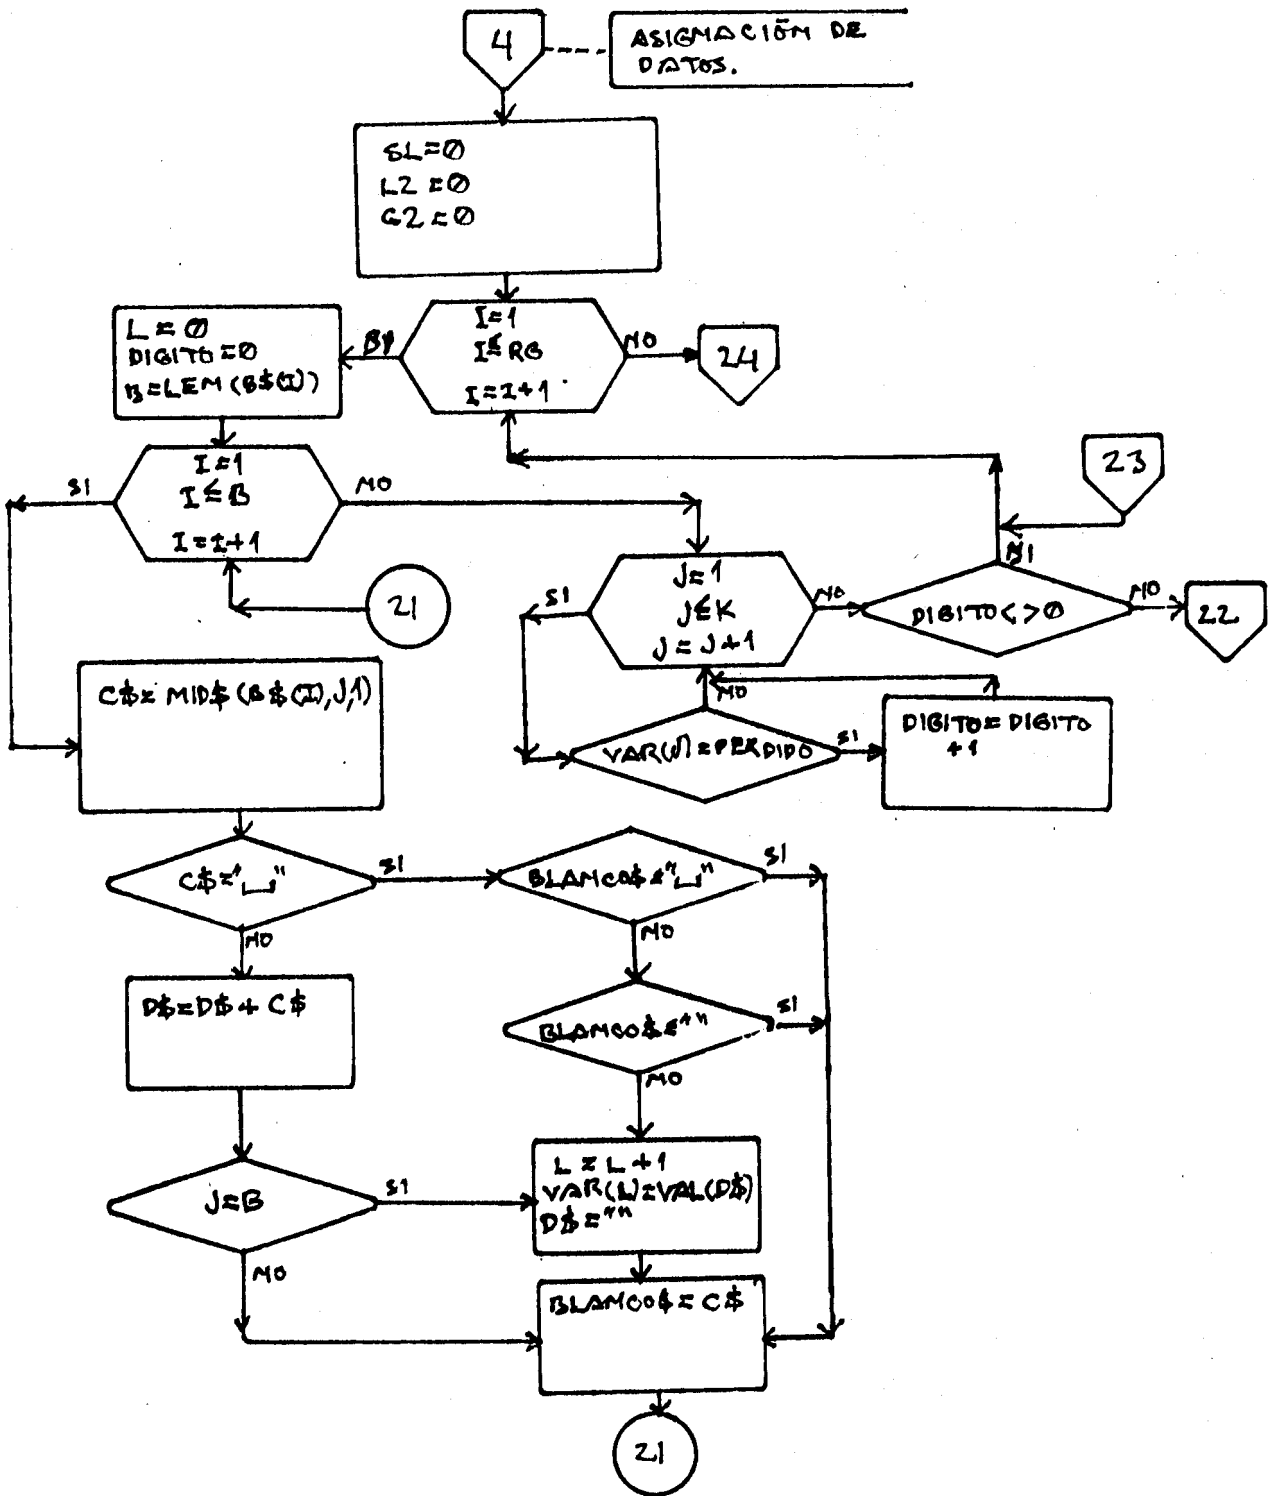 4
ASIGNACIÓN DE
DATOS.
SL=0
L2=0
G2=0
I=1
I≤RG
I=I+1
SI
NO
24
L=0
DIGITO=0
B=LEN(B$(I))
I=1
I≤B
I=I+1
SI
NO
23
21
J=1
J≤K
J=J+1
SI
NO
DIGITO<>0
SI
NO
22
C$=MID$(B$(I),J,1)
NO
VAR(J)=PERDIDO
SI
DIGITO=DIGITO
+1
C$="␣"
SI
BLANCO$="␣"
SI
NO
NO
D$=D$+C$
BLANCO$=""
SI
NO
J=B
SI
L=L+1
VAR(L)=VAL(D$)
D$=""
NO
BLANCO$=C$
21